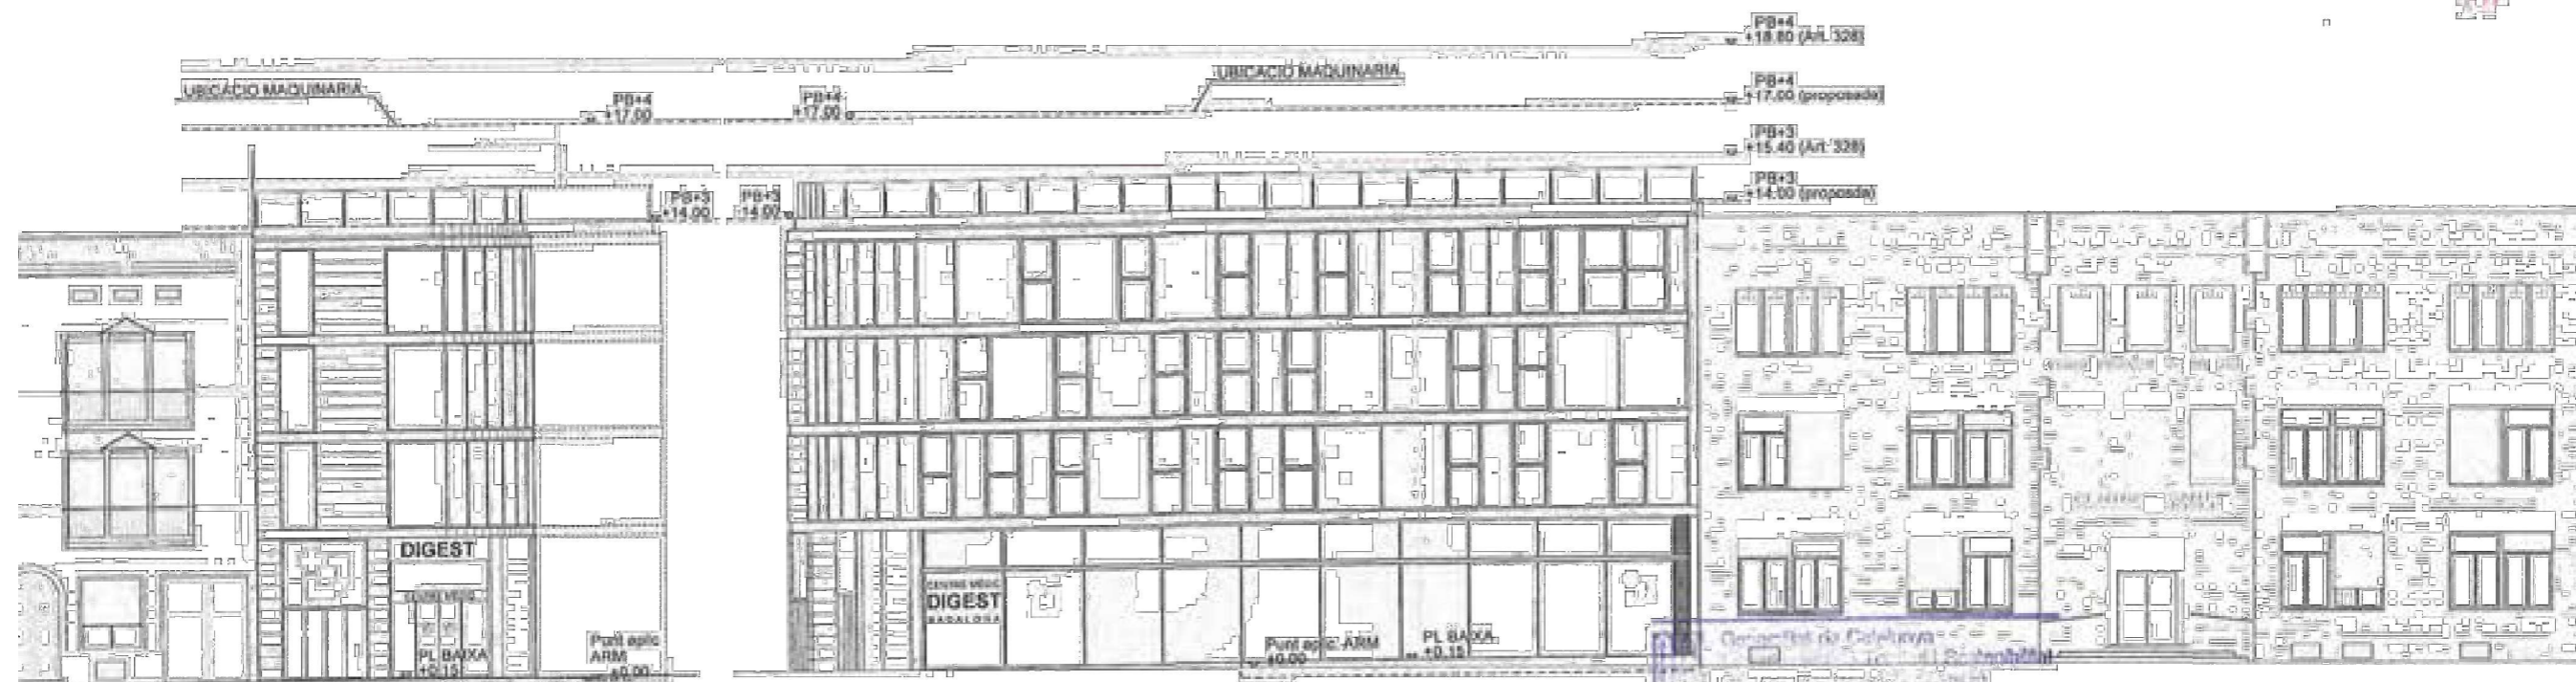 PB+4
+18.80 (Art. 328)
UBICACIO MAQUINARIA
UBICACIO MAQUINARIA
PB+4
+17.00
PB+4
+17.00
PB+4
+17.00 (proposada)
PB+3
+15.40 (Art. 328)
PB+3
+14.00
PB+3
14.00
PB+3
+14.00 (proposada)
DIGEST
CENTRE MEDIC
DIGEST
BADALONA
PL BAIXA
+0.15
Punt aplic
ARM
±0.00
Punt aplic. ARM
±0.00
PL BAIXA
+0.15
Generalitat de Catalunya